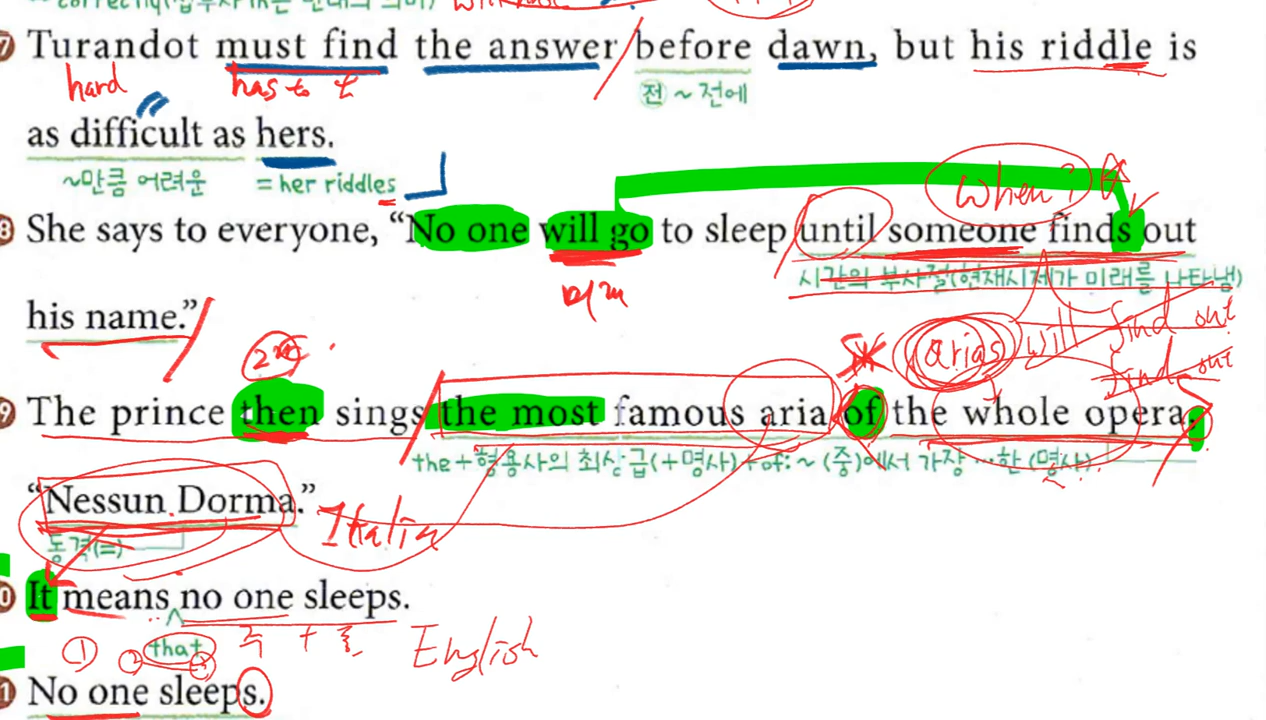 Turandot must find the answer before dawn, but his riddle is
hard has to
전 ~ 전에
as difficult as hers.
~만큼 어려운 = her riddles
when?
She says to everyone, “No one will go to sleep until someone finds out
시간의 부사절(현재시제가 미래를 나타냄)
his name.”
arias will find out
find out
The prince then sings the most famous aria of the whole opera,
the+형용사의 최상급(+명사)+of: ~ (중)에서 가장 …한 (명사)
“Nessun Dorma.”
Italia
동격(=)
It means no one sleeps.
① that 주 + 동 English
No one sleeps.